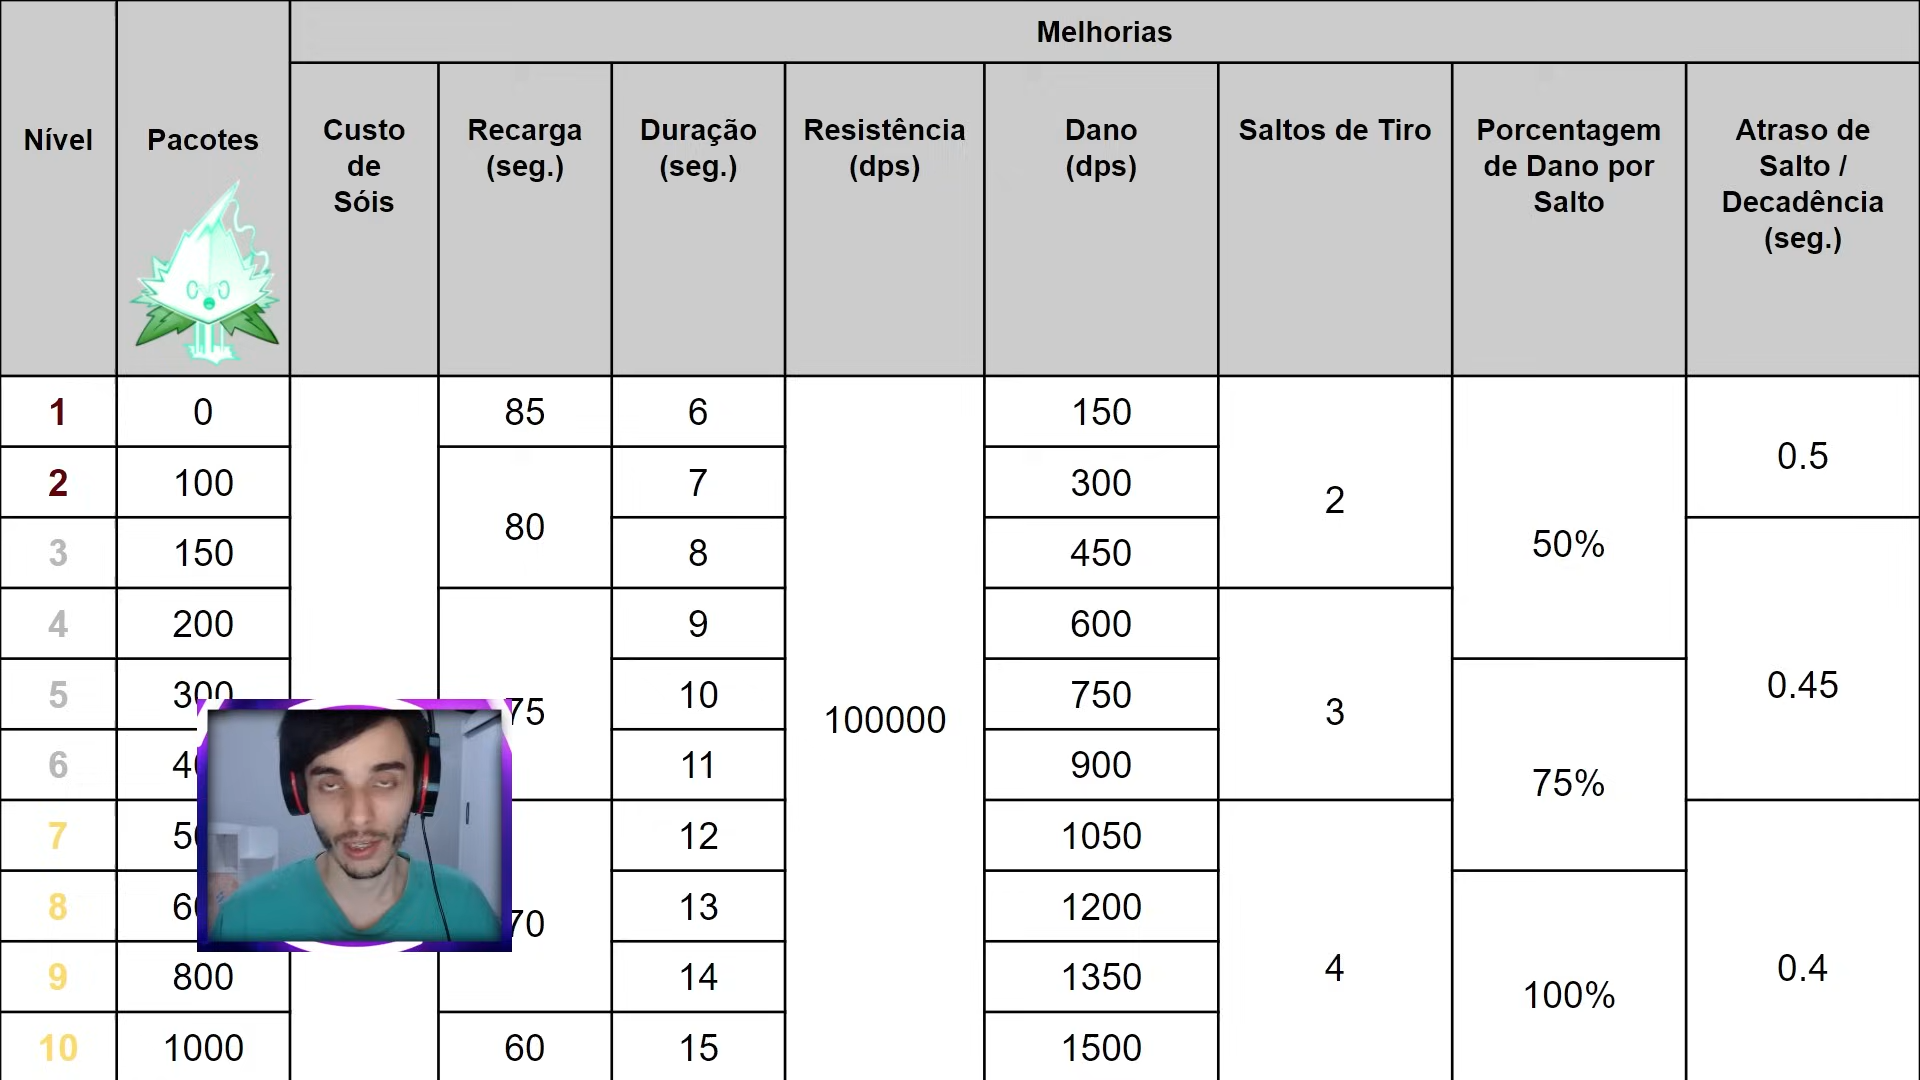 Melhorias
Nível
Pacotes
Custo
de
Sóis
Recarga
(seg.)
Duração
(seg.)
Resistência
(dps)
Dano
(dps)
Saltos de Tiro
Porcentagem
de Dano por
Salto
Atraso de
Salto /
Decadência
(seg.)
1 0 85 6 150
2 100 7 300
3 150 8 450
4 200 9 600
5 300 10 750
6 11 900
7 12 1050
8 13 1200
9 800 14 1350
10 1000 60 15 1500
80
75
70
100000
2
3
4
50%
75%
100%
0.5
0.45
0.4